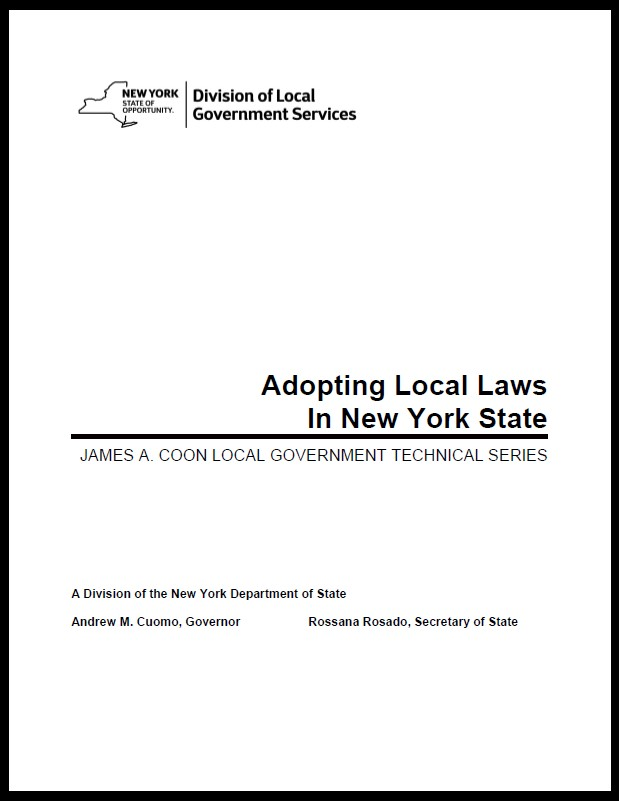 NEW YORK
STATE OF
OPPORTUNITY.
Division of Local
Government Services
Adopting Local Laws
In New York State
JAMES A. COON LOCAL GOVERNMENT TECHNICAL SERIES
A Division of the New York Department of State
Andrew M. Cuomo, Governor Rossana Rosado, Secretary of State